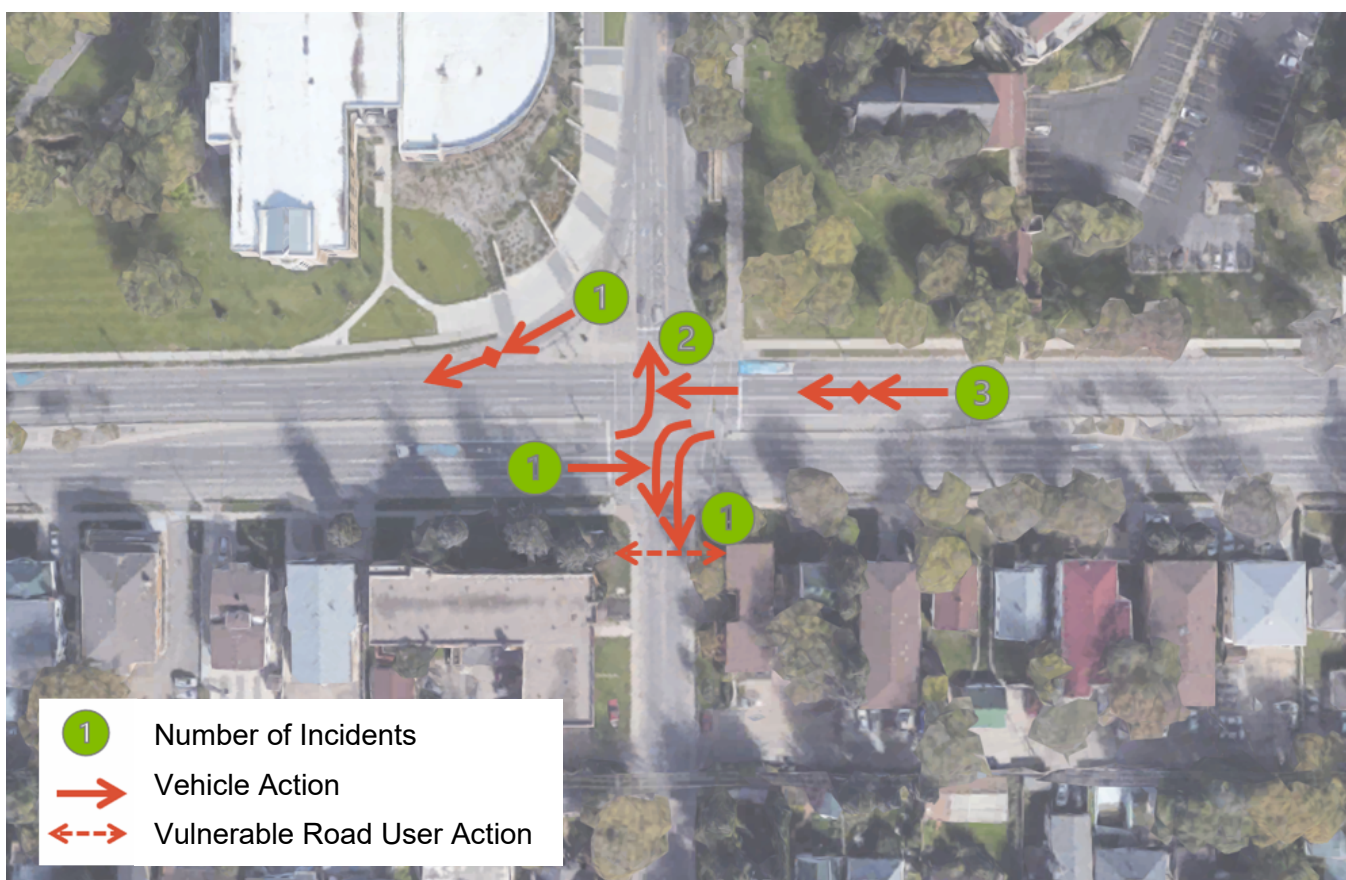 1
2
3
1
1
1 Number of Incidents
Vehicle Action
Vulnerable Road User Action